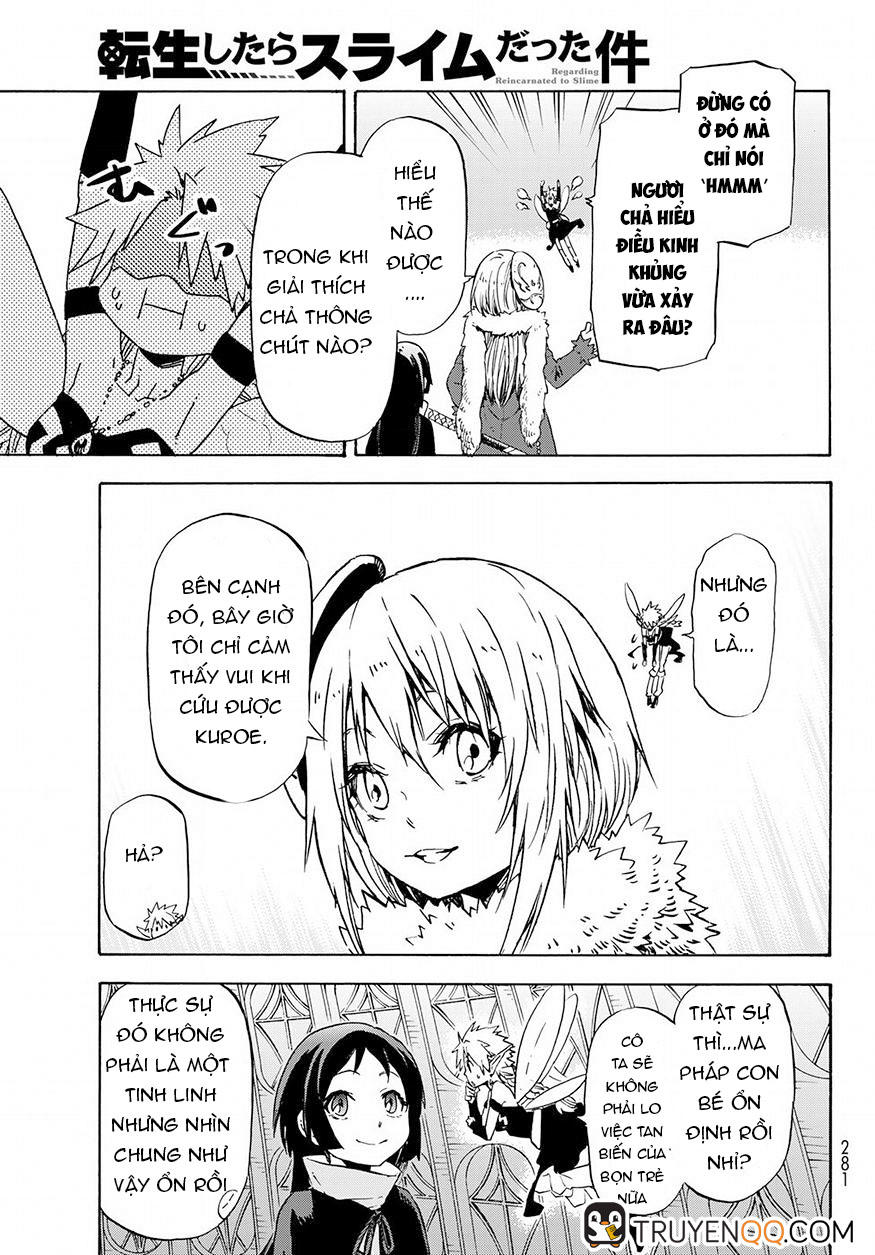 転生したらスライムだった件
Regarding
Reincarnated to Slime
ĐỪNG CÓ
Ở ĐÓ MÀ
CHỈ NÓI
'HMMM'
NGƯƠI
CHẢ HIỂU
ĐIỀU KINH
KHỦNG
VỪA XẢY
RA ĐÂU?
HIỂU
THẾ
NÀO
ĐƯỢC
....
TRONG KHI
GIẢI THÍCH
CHẢ THÔNG
CHÚT NÀO?
むぐっ
NHƯNG
ĐÓ
LÀ...
BÊN CẠNH
ĐÓ, BÂY GIỜ
TÔI CHỈ CẢM
THẤY VUI KHI
CỨU ĐƯỢC
KUROE.
HẢ?
THẬT SỰ
THÌ...MA
PHÁP CON
BÉ ỔN
ĐỊNH RỒI
NHỈ?
CÔ
TA SẼ
KHÔNG
PHẢI LO
VIỆC TAN
BIẾN CỦA
BỌN TRẺ
NỮA
THỰC SỰ
ĐÓ KHÔNG
PHẢI LÀ MỘT
TINH LINH
NHƯNG NHÌN
CHUNG NHƯ
VẬY ỔN RỒI
281
TRUYENQQ.COM